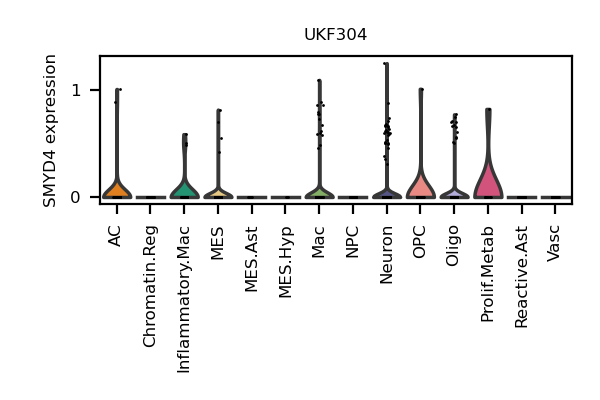 UKF304
SMYD4 expression
1
0
AC
Chromatin.Reg
Inflammatory.Mac
MES
MES.Ast
MES.Hyp
Mac
NPC
Neuron
OPC
Oligo
Prolif.Metab
Reactive.Ast
Vasc